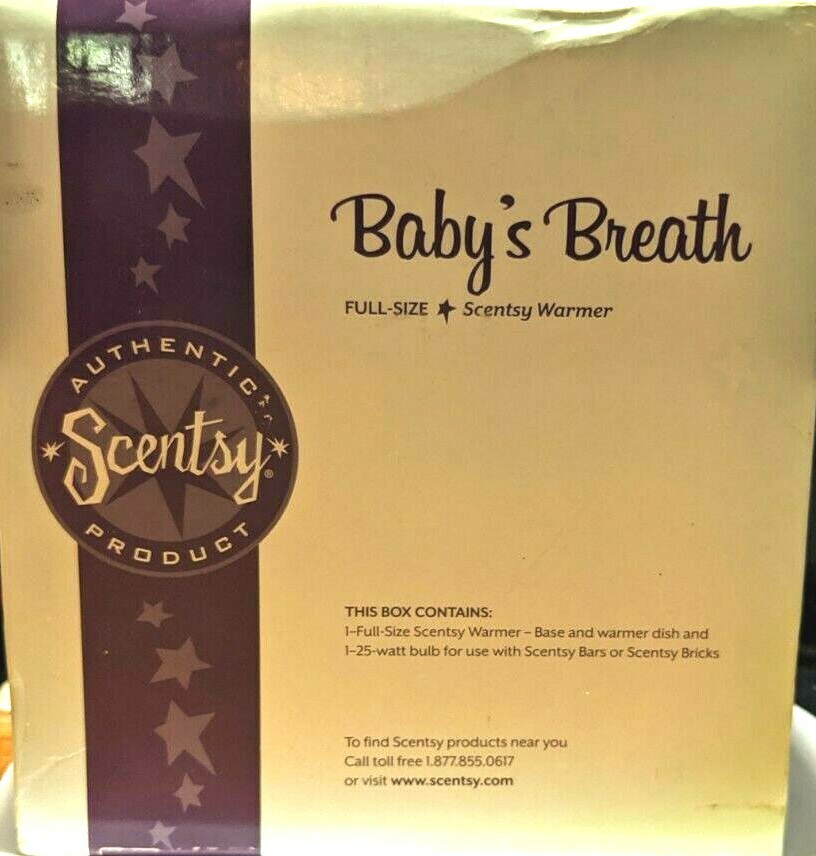 Baby's Breath
FULL-SIZE ★ Scentsy Warmer
AUTHENTIC
Scentsy®
PRODUCT
THIS BOX CONTAINS:
1–Full-Size Scentsy Warmer – Base and warmer dish and
1–25-watt bulb for use with Scentsy Bars or Scentsy Bricks
To find Scentsy products near you
Call toll free 1.877.855.0617
or visit www.scentsy.com